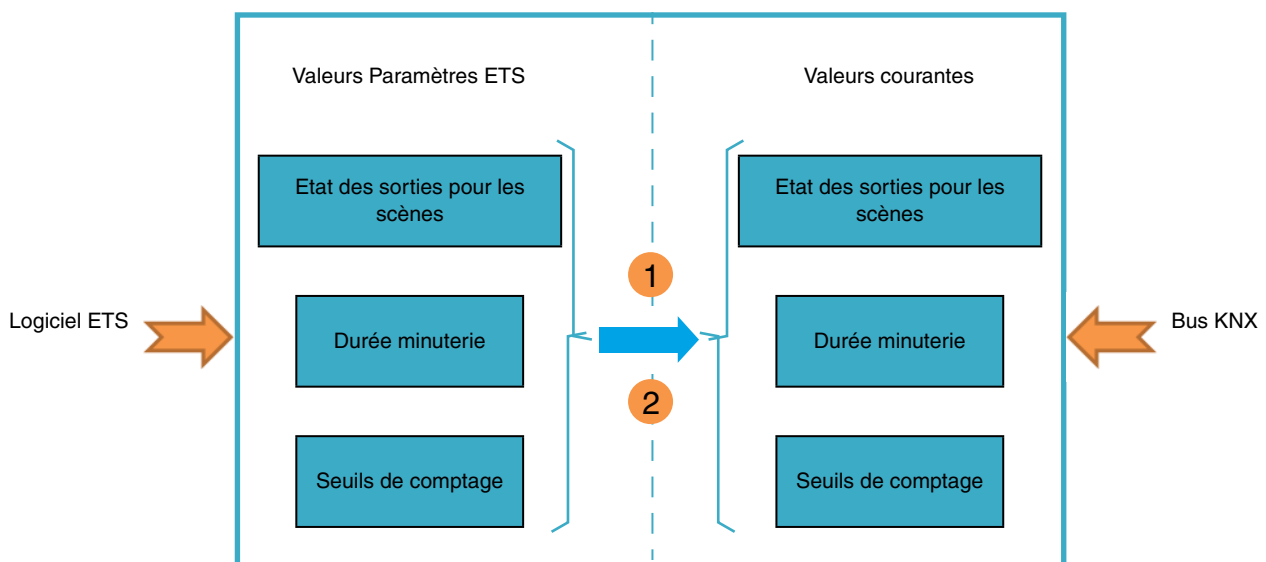 Valeurs Paramètres ETS
Valeurs courantes
Etat des sorties pour les
scènes
Etat des sorties pour les
scènes
1
Logiciel ETS
Durée minuterie
Durée minuterie
Bus KNX
2
Seuils de comptage
Seuils de comptage